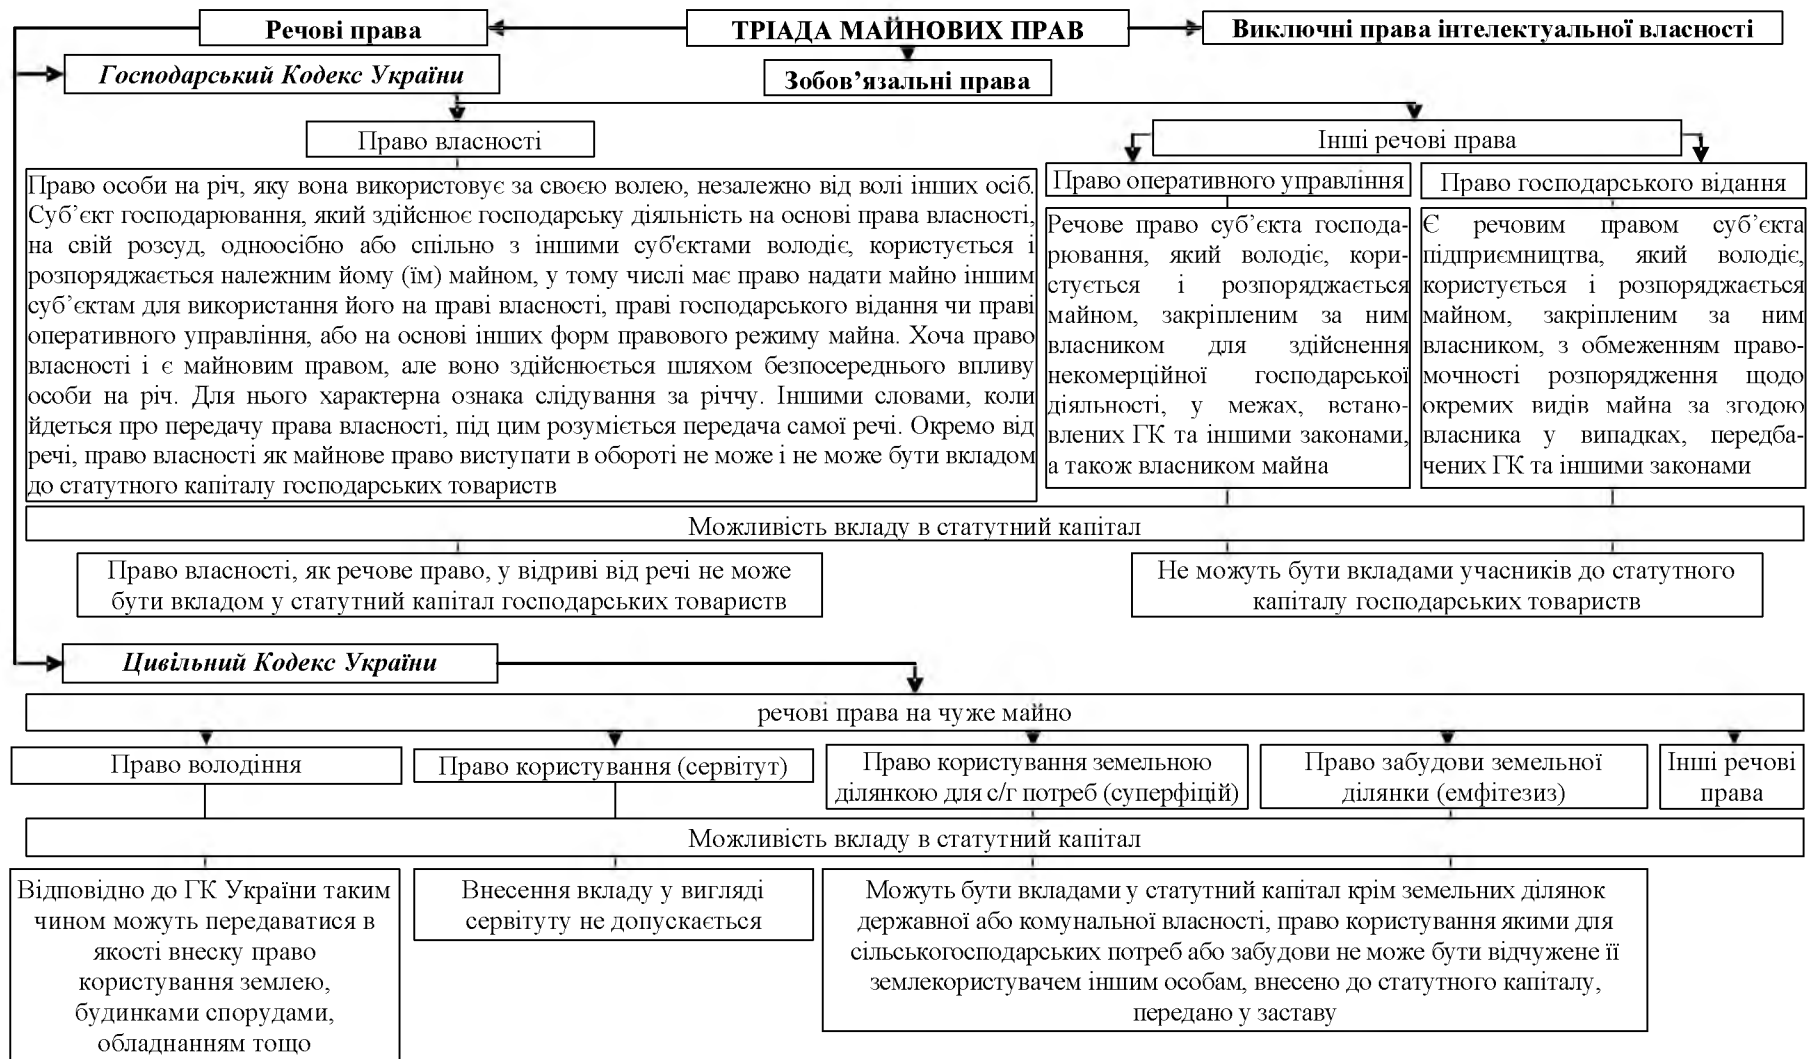 Речові права
ТРІАДА МАЙНОВИХ ПРАВ
Виключні права інтелектуальної власності
Господарський Кодекс України
Зобов’язальні права
Право власності
Інші речові права
Право особи на річ, яку вона використовує за своєю волею, незалежно від волі інших осіб.
Суб’єкт господарювання, який здійснює господарську діяльність на основі права власності,
на свій розсуд, одноосібно або спільно з іншими суб'єктами володіє, користується і
розпоряджається належним йому (їм) майном, у тому числі має право надати майно іншим
суб’єктам для використання його на праві власності, праві господарського відання чи праві
оперативного управління, або на основі інших форм правового режиму майна. Хоча право
власності і є майновим правом, але воно здійснюється шляхом безпосереднього впливу
особи на річ. Для нього характерна ознака слідування за річчу. Іншими словами, коли
йдеться про передачу права власності, під цим розуміється передача самої речі. Окремо від
речі, право власності як майнове право виступати в обороті не може і не може бути вкладом
до статутного капіталу господарських товариств
Право оперативного управління
Речове право суб’єкта господа-
рювання, який володіє, кори-
стується і розпоряджається
майном, закріпленим за ним
власником для здійснення
некомерційної господарської
діяльності, у межах, встано-
влених ГК та іншими законами,
а також власником майна
Право господарського відання
Є речовим правом суб’єкта
підприємництва, який володіє,
користується і розпоряджається
майном, закріпленим за ним
власником, з обмеженням право-
мочності розпорядження щодо
окремих видів майна за згодою
власника у випадках, передба-
чених ГК та іншими законами
Можливість вкладу в статутний капітал
Право власності, як речове право, у відриві від речі не може
бути вкладом у статутний капітал господарських товариств
Не можуть бути вкладами учасників до статутного
капіталу господарських товариств
Цивільний Кодекс України
речові права на чуже майно
Право володіння
Право користування (сервітут)
Право користування земельною
ділянкою для с/г потреб (суперфіцій)
Право забудови земельної
ділянки (емфітезиз)
Інші речові
права
Можливість вкладу в статутний капітал
Відповідно до ГК України таким
чином можуть передаватися в
якості внеску право
користування землею,
будинками спорудами,
обладнанням тощо
Внесення вкладу у вигляді
сервітуту не допускається
Можуть бути вкладами у статутний капітал крім земельних ділянок
державної або комунальної власності, право користування якими для
сільськогосподарських потреб або забудови не може бути відчужене її
землекористувачем іншим особам, внесено до статутного капіталу,
передано у заставу